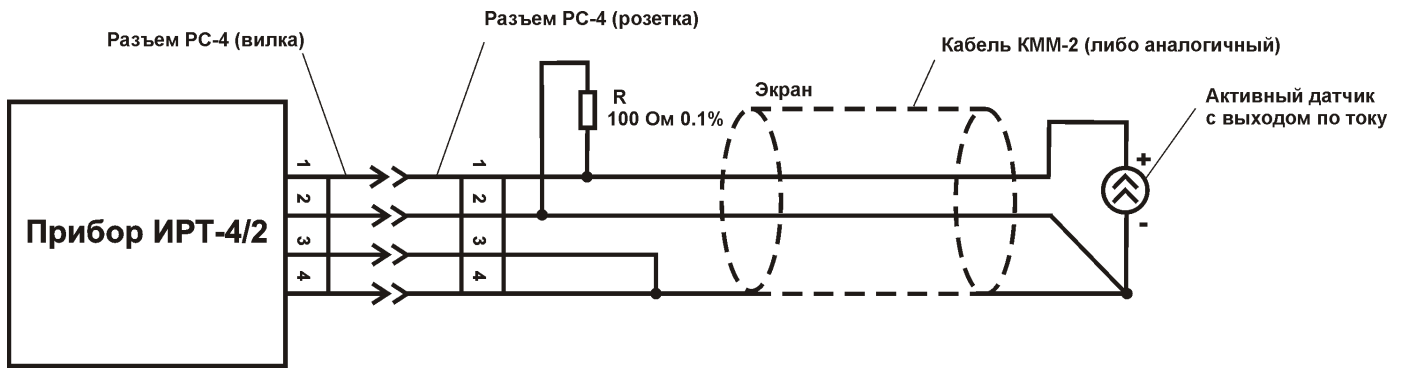 Разъем РС-4 (розетка)
Разъем РС-4 (вилка)
Кабель КММ-2 (либо аналогичный)
Экран
R
100 Ом 0.1%
Активный датчик
с выходом по току
Прибор ИРТ-4/2
1
2
3
4
1
2
3
4
+
-